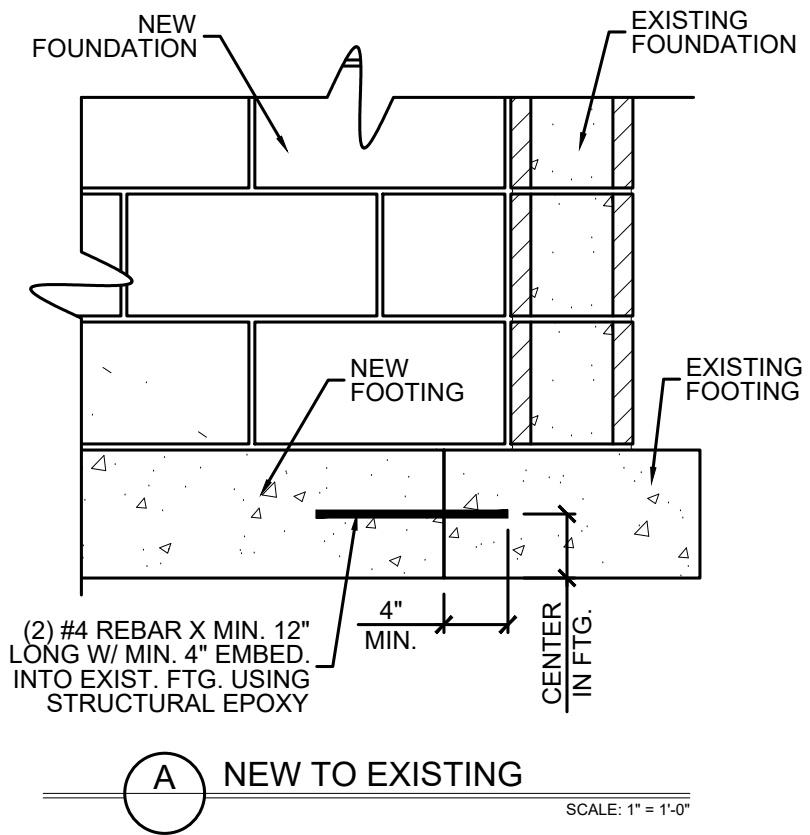 NEW
FOUNDATION
EXISTING
FOUNDATION
NEW
FOOTING
EXISTING
FOOTING
(2) #4 REBAR X MIN. 12"
LONG W/ MIN. 4" EMBED.
INTO EXIST. FTG. USING
STRUCTURAL EPOXY
4"
MIN.
CENTER
IN FTG.
A
NEW TO EXISTING
SCALE: 1" = 1'-0"